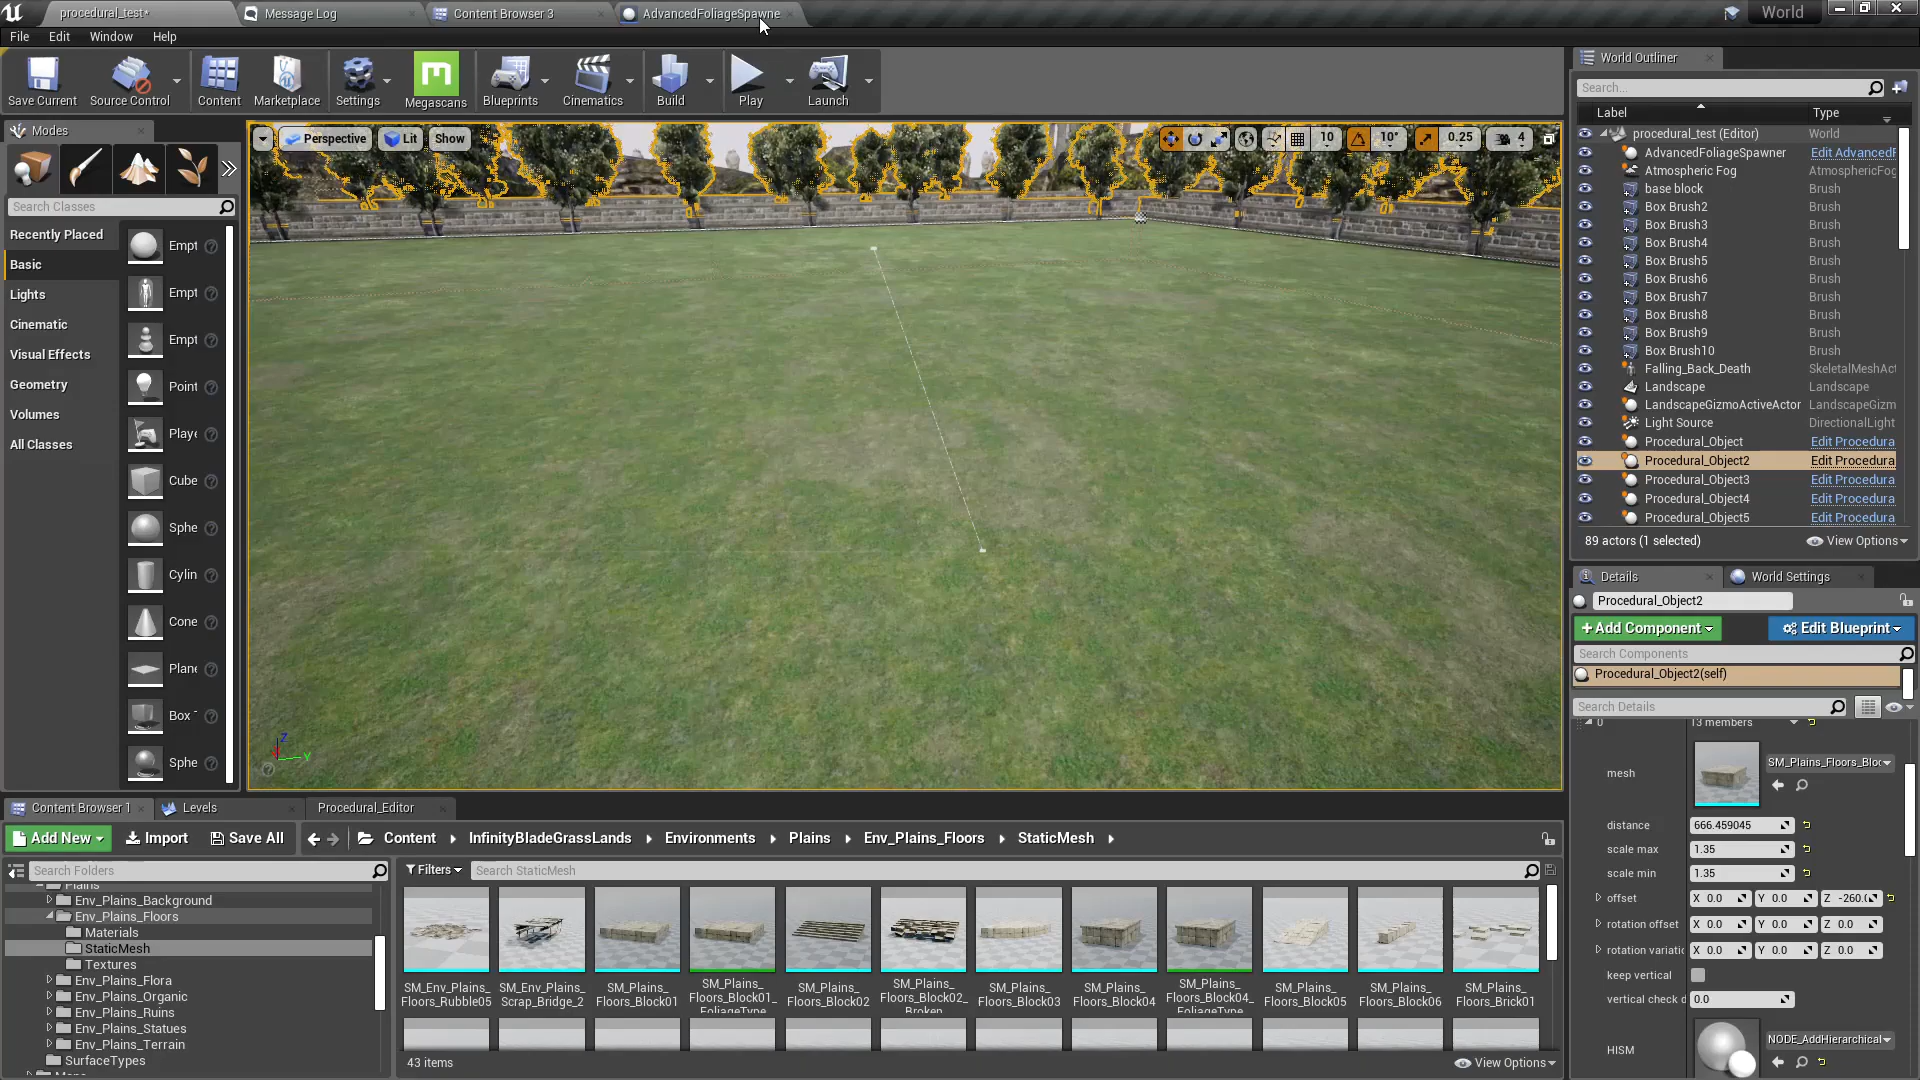 procedural_test*
Message Log
Content Browser 3
AdvancedFoliageSpawne
World
File
Edit
Window
Help
Save Current
Source Control
Content
Marketplace
Settings
Megascans
Blueprints
Cinematics
Build
Play
Launch
Modes
Search Classes
Recently Placed
Basic
Lights
Cinematic
Visual Effects
Geometry
Volumes
All Classes
Empt
Empt
Empt
Point
Playe
Cube
Sphe
Cylin
Cone
Plane
Box
Sphe
Perspective
Lit
Show
10
10°
0.25
4
Z
Y
World Outliner
Search...
Label
Type
procedural_test (Editor)
World
AdvancedFoliageSpawner
Edit AdvancedF
Atmospheric Fog
AtmosphericFog
base block
Brush
Box Brush2
Brush
Box Brush3
Brush
Box Brush4
Brush
Box Brush5
Brush
Box Brush6
Brush
Box Brush7
Brush
Box Brush8
Brush
Box Brush9
Brush
Box Brush10
Brush
Falling_Back_Death
SkeletalMeshAct
Landscape
Landscape
LandscapeGizmoActiveActor
LandscapeGizm
Light Source
DirectionalLight
Procedural_Object
Edit Procedura
Procedural_Object2
Edit Procedura
Procedural_Object3
Edit Procedura
Procedural_Object4
Edit Procedura
Procedural_Object5
Edit Procedura
89 actors (1 selected)
View Options
Details
World Settings
Procedural_Object2
+Add Component
Edit Blueprint
Search Components
Procedural_Object2(self)
Search Details
0
13 members
mesh
SM_Plains_Floors_Bloc
distance
666.459045
scale max
1.35
scale min
1.35
offset
X 0.0
Y 0.0
Z -260.0
rotation offset
X 0.0
Y 0.0
Z 0.0
rotation variatic
X 0.0
Y 0.0
Z 0.0
keep vertical
vertical check d
0.0
HISM
NODE_AddHierarchical
Content Browser 1
Levels
Procedural_Editor
Add New
Import
Save All
Content
InfinityBladeGrassLands
Environments
Plains
Env_Plains_Floors
StaticMesh
Search Folders
Filters
Search StaticMesh
Plains
Env_Plains_Background
Env_Plains_Floors
Materials
StaticMesh
Textures
Env_Plains_Flora
Env_Plains_Organic
Env_Plains_Ruins
Env_Plains_Statues
Env_Plains_Terrain
SurfaceTypes
SM_Env_Plains_
Floors_Rubble05
SM_Env_Plains_
Scrap_Bridge_2
SM_Plains_
Floors_Block01
SM_Plains_
Floors_Block01_
FoliageType
SM_Plains_
Floors_Block02
SM_Plains_
Floors_Block02_
Broken
SM_Plains_
Floors_Block03
SM_Plains_
Floors_Block04
SM_Plains_
Floors_Block04_
FoliageType
SM_Plains_
Floors_Block05
SM_Plains_
Floors_Block06
SM_Plains_
Floors_Brick01
43 items
View Options